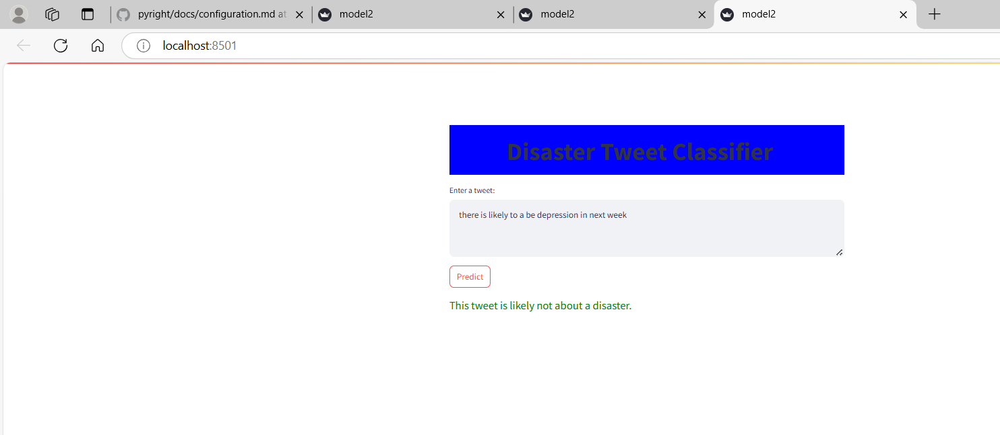 pyright/docs/configuration.md at
model2
model2
model2
localhost:8501
Disaster Tweet Classifier
Enter a tweet:
there is likely to a be depression in next week
Predict
This tweet is likely not about a disaster.